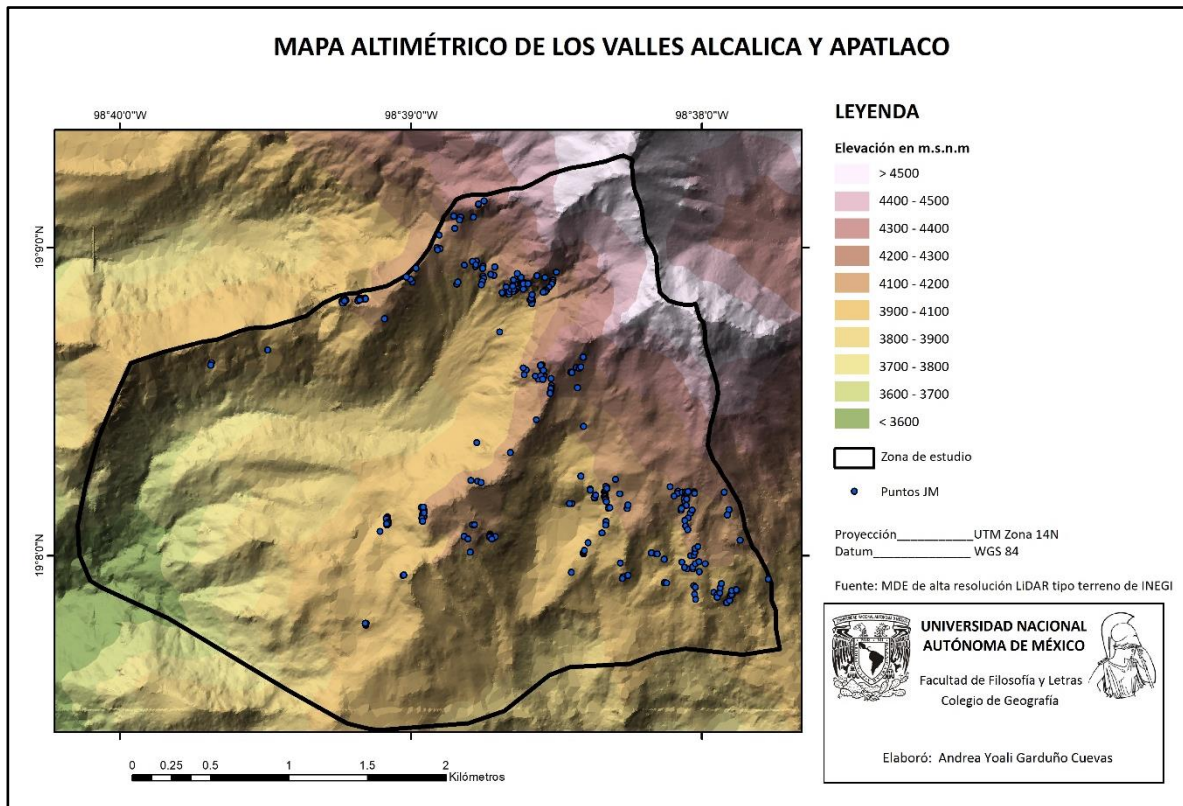 MAPA ALTIMÉTRICO DE LOS VALLES ALCALICA Y APATLACO
98°40'0"W
98°39'0"W
98°38'0"W
19°9'0"N
19°8'0"N
LEYENDA
Elevación en m.s.n.m
> 4500
4400 - 4500
4300 - 4400
4200 - 4300
4100 - 4200
3900 - 4100
3800 - 3900
3700 - 3800
3600 - 3700
< 3600
Zona de estudio
Puntos JM
Proyección___________UTM Zona 14N
Datum______________ WGS 84
Fuente: MDE de alta resolución LiDAR tipo terreno de INEGI
UNIVERSIDAD NACIONAL
AUTÓNOMA DE MÉXICO
Facultad de Filosofía y Letras
Colegio de Geografía
Elaboró: Andrea Yoali Garduño Cuevas
0 0.25 0.5 1 1.5 2
Kilómetros